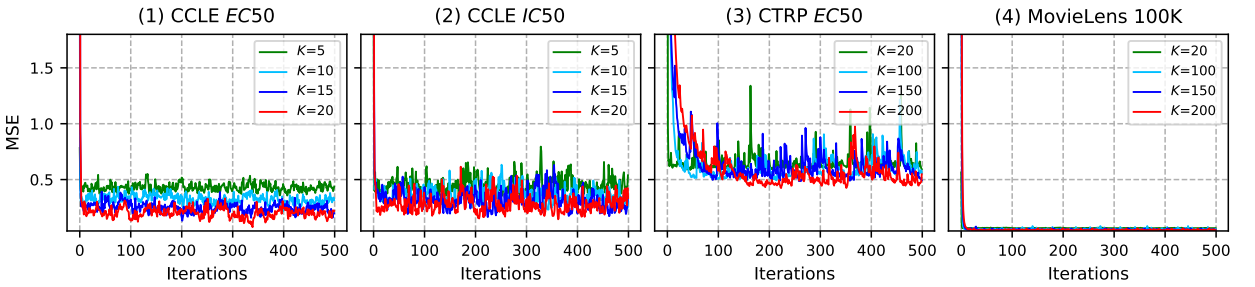 (1) CCLE EC50
(2) CCLE IC50
(3) CTRP EC50
(4) MovieLens 100K
MSE
1.5
1.0
0.5
K=5
K=10
K=15
K=20
K=5
K=10
K=15
K=20
K=20
K=100
K=150
K=200
K=20
K=100
K=150
K=200
0 100 200 300 400 500
0 100 200 300 400 500
0 100 200 300 400 500
0 100 200 300 400 500
Iterations
Iterations
Iterations
Iterations